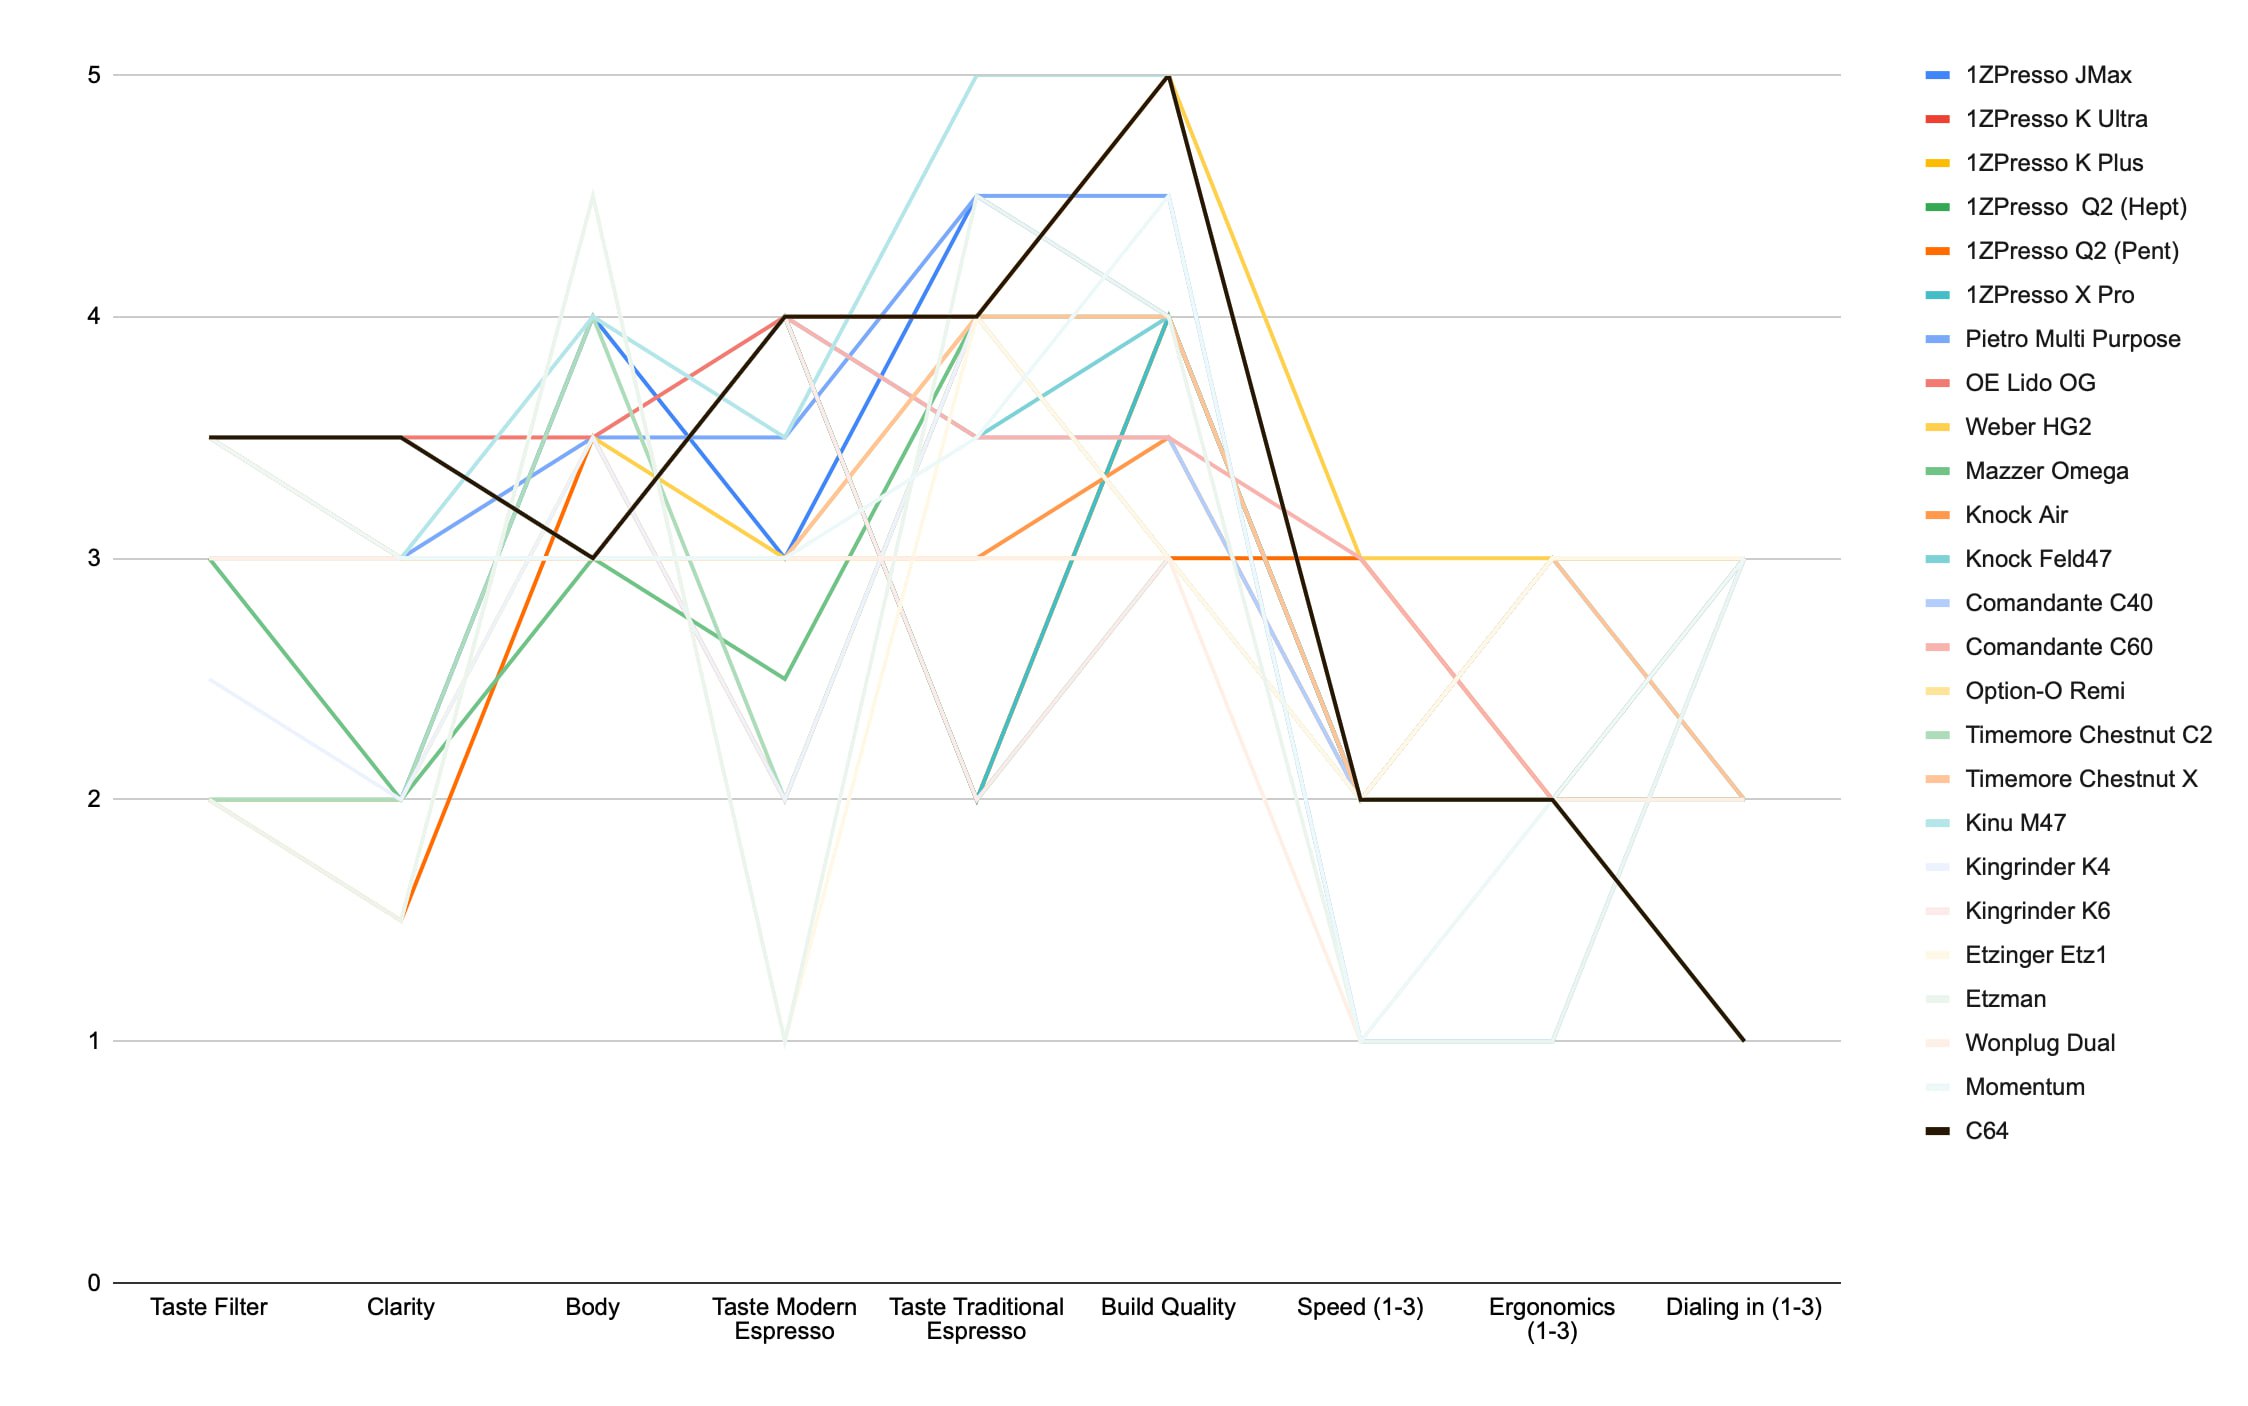 5
4
3
2
1
0
Taste Filter
Clarity
Body
Taste Modern
Espresso
Taste Traditional
Espresso
Build Quality
Speed (1-3)
Ergonomics
(1-3)
Dialing in (1-3)
1ZPresso JMax
1ZPresso K Ultra
1ZPresso K Plus
1ZPresso  Q2 (Hept)
1ZPresso Q2 (Pent)
1ZPresso X Pro
Pietro Multi Purpose
OE Lido OG
Weber HG2
Mazzer Omega
Knock Air
Knock Feld47
Comandante C40
Comandante C60
Option-O Remi
Timemore Chestnut C2
Timemore Chestnut X
Kinu M47
Kingrinder K4
Kingrinder K6
Etzinger Etz1
Etzman
Wonplug Dual
Momentum
C64